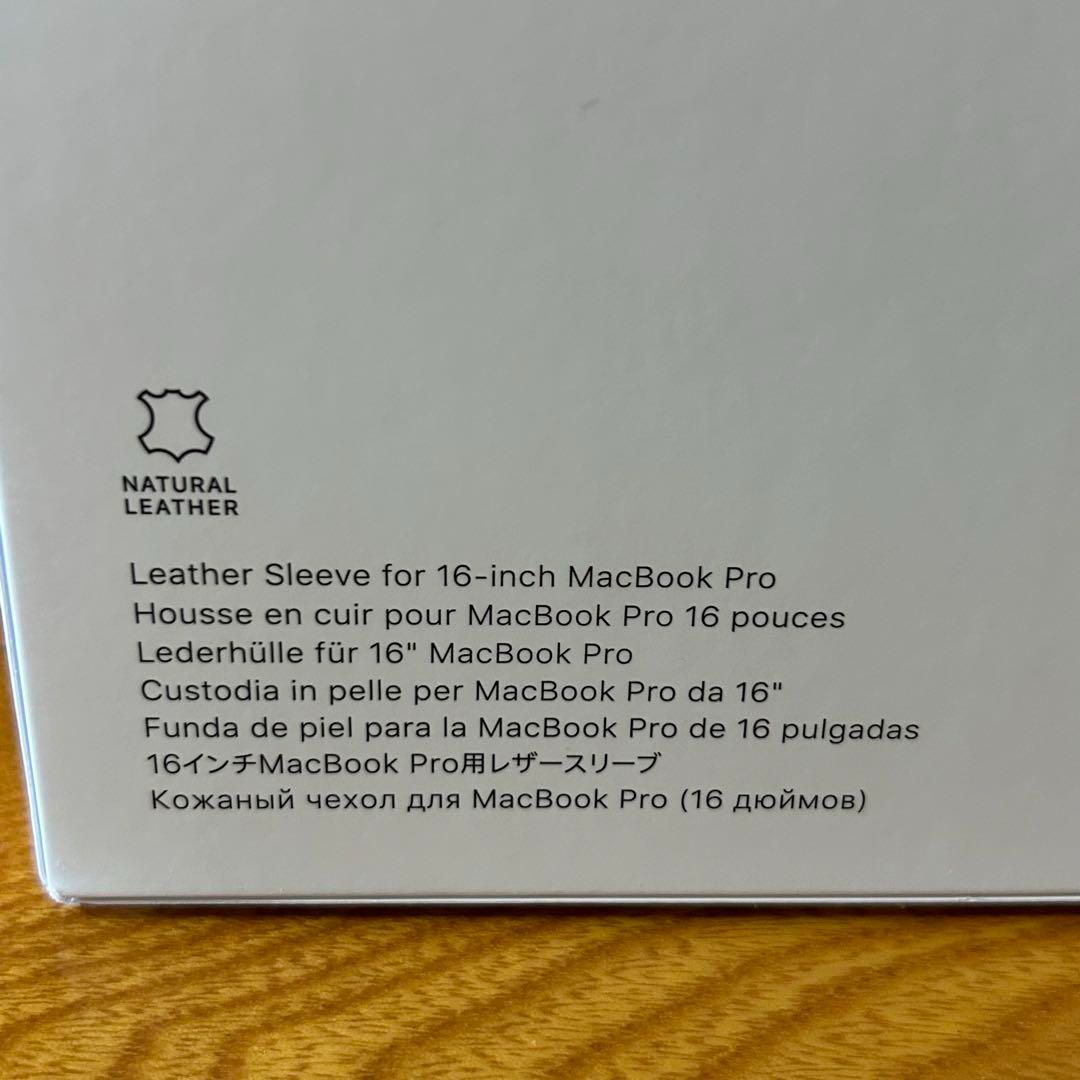 NATURAL
LEATHER
Leather Sleeve for 16-inch MacBook Pro
Housse en cuir pour MacBook Pro 16 pouces
Lederhülle für 16" MacBook Pro
Custodia in pelle per MacBook Pro da 16"
Funda de piel para la MacBook Pro de 16 pulgadas
16インチMacBook Pro用レザースリーブ
Кожаный чехол для MacBook Pro (16 дюймов)